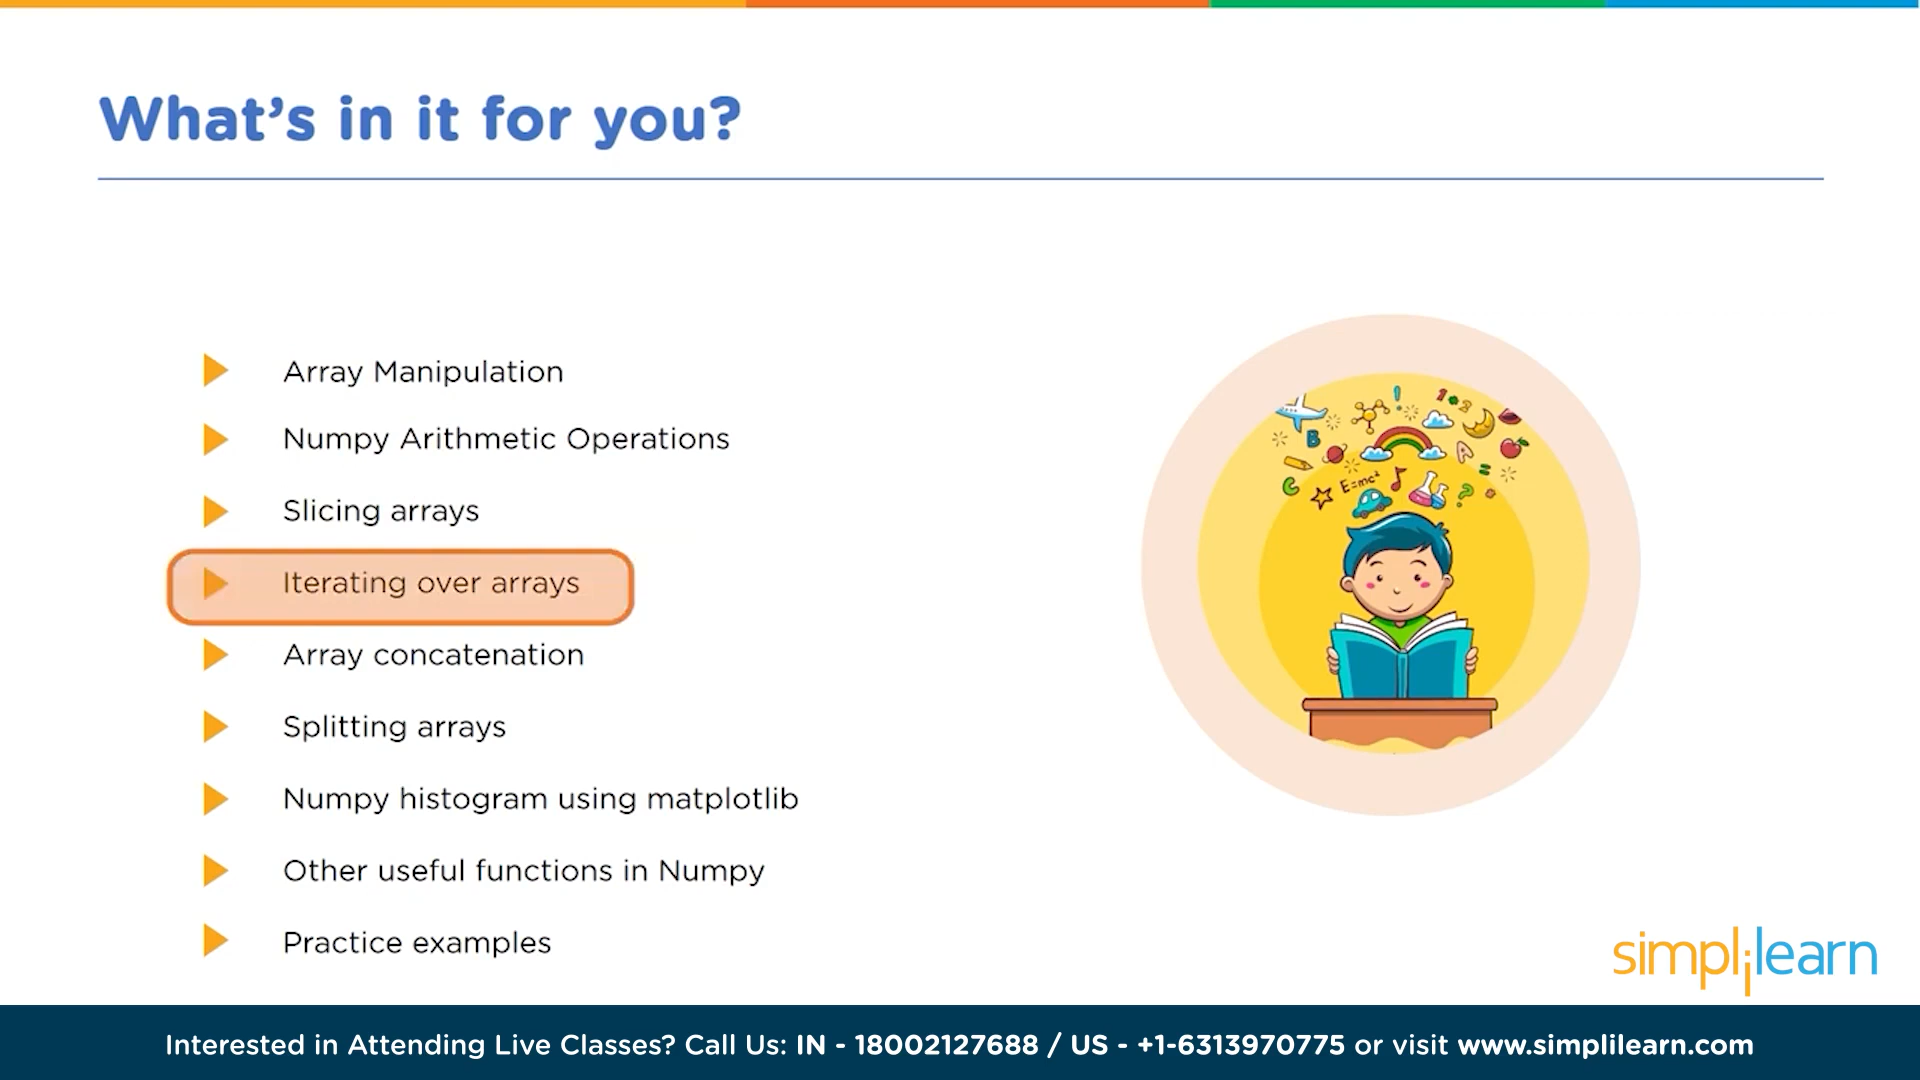 What's in it for you?
Array Manipulation
Numpy Arithmetic Operations
Slicing arrays
Iterating over arrays
Array concatenation
Splitting arrays
Numpy histogram using matplotlib
Other useful functions in Numpy
Practice examples
E=mc²
simplilearn
Interested in Attending Live Classes? Call Us: IN - 18002127688 / US - +1-6313970775 or visit www.simplilearn.com